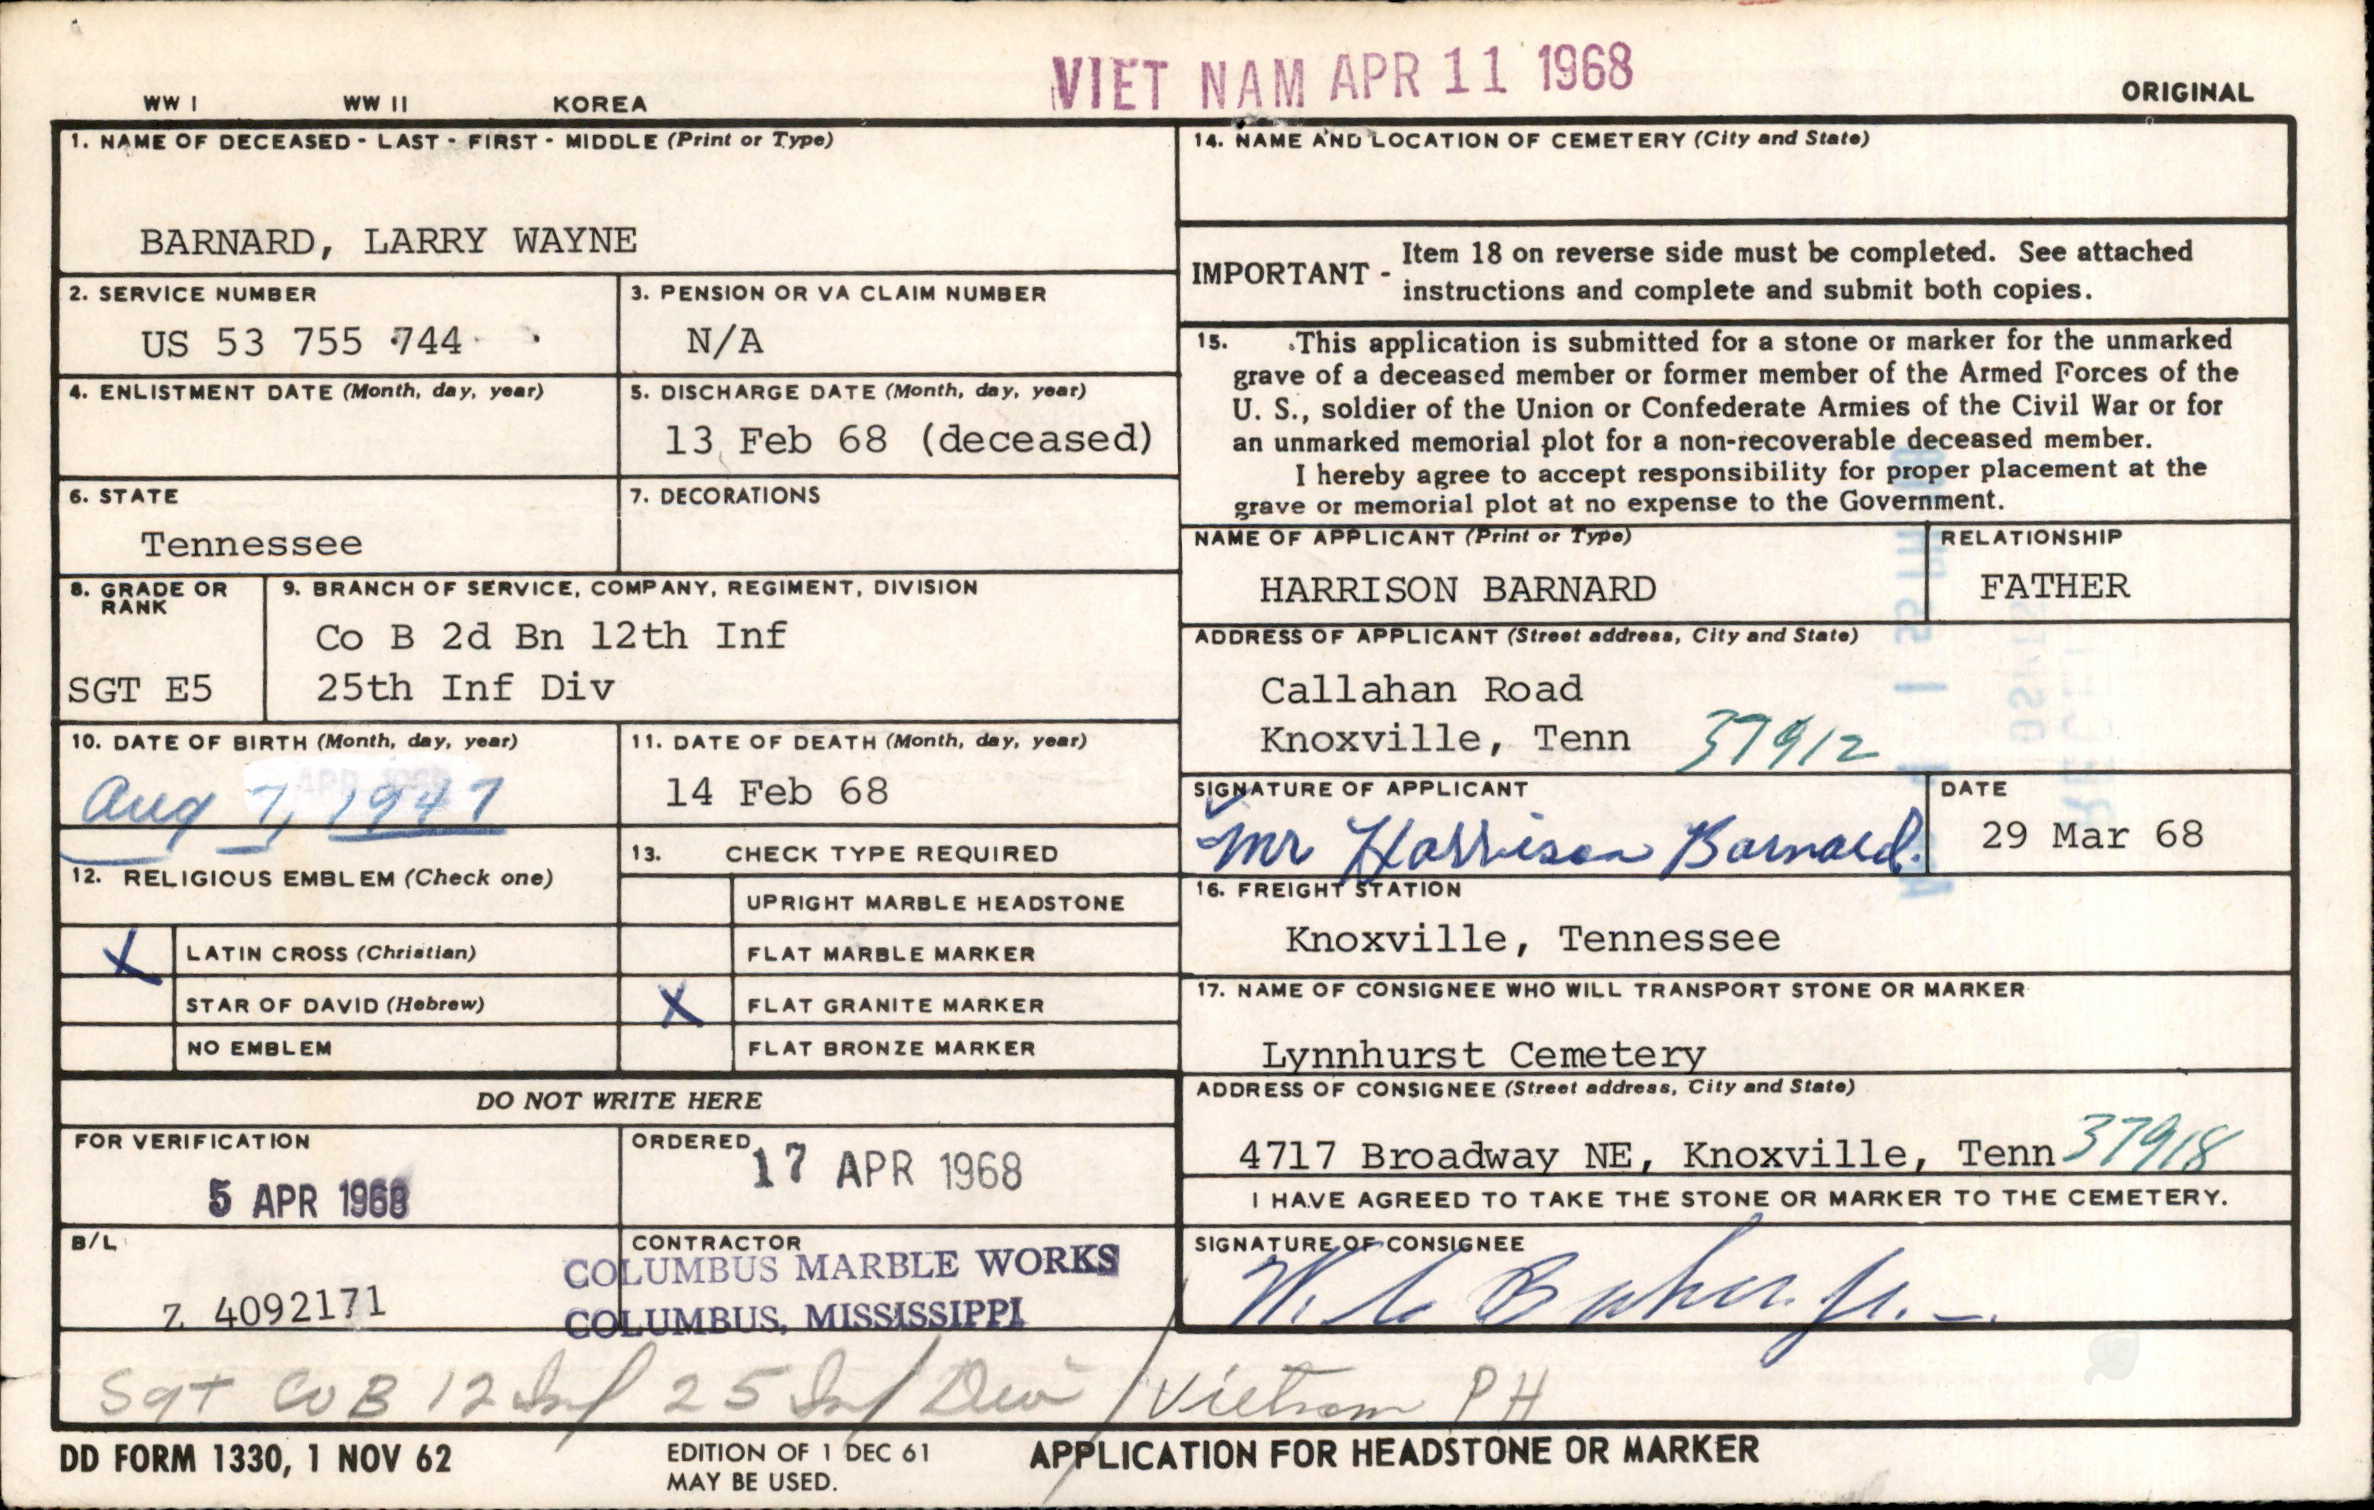 VIET NAM APR 11 1968
WW I WW II KOREA
ORIGINAL
1. NAME OF DECEASED - LAST - FIRST - MIDDLE (Print or Type)
BARNARD, LARRY WAYNE
2. SERVICE NUMBER
US 53 755 744
3. PENSION OR VA CLAIM NUMBER
N/A
4. ENLISTMENT DATE (Month, day, year)
5. DISCHARGE DATE (Month, day, year)
13 Feb 68 (deceased)
6. STATE
Tennessee
7. DECORATIONS
8. GRADE OR
RANK
SGT E5
9. BRANCH OF SERVICE, COMPANY, REGIMENT, DIVISION
Co B 2d Bn 12th Inf
25th Inf Div
10. DATE OF BIRTH (Month, day, year)
Aug 7, 1947
11. DATE OF DEATH (Month, day, year)
14 Feb 68
12. RELIGIOUS EMBLEM (Check one)
X LATIN CROSS (Christian)
STAR OF DAVID (Hebrew)
NO EMBLEM
13. CHECK TYPE REQUIRED
UPRIGHT MARBLE HEADSTONE
FLAT MARBLE MARKER
X FLAT GRANITE MARKER
FLAT BRONZE MARKER
DO NOT WRITE HERE
FOR VERIFICATION
5 APR 1968
ORDERED
17 APR 1968
B/L
Z 4092171
CONTRACTOR
COLUMBUS MARBLE WORKS
COLUMBUS, MISSISSIPPI
14. NAME AND LOCATION OF CEMETERY (City and State)
IMPORTANT - Item 18 on reverse side must be completed. See attached
instructions and complete and submit both copies.
15. This application is submitted for a stone or marker for the unmarked
grave of a deceased member or former member of the Armed Forces of the
U. S., soldier of the Union or Confederate Armies of the Civil War or for
an unmarked memorial plot for a non-recoverable deceased member.
I hereby agree to accept responsibility for proper placement at the
grave or memorial plot at no expense to the Government.
NAME OF APPLICANT (Print or Type)
HARRISON BARNARD
RELATIONSHIP
FATHER
ADDRESS OF APPLICANT (Street address, City and State)
Callahan Road
Knoxville, Tenn 37912
SIGNATURE OF APPLICANT
Mr Harrison Barnard.
DATE
29 Mar 68
16. FREIGHT STATION
Knoxville, Tennessee
17. NAME OF CONSIGNEE WHO WILL TRANSPORT STONE OR MARKER
Lynnhurst Cemetery
ADDRESS OF CONSIGNEE (Street address, City and State)
4717 Broadway NE, Knoxville, Tenn 37918
I HAVE AGREED TO TAKE THE STONE OR MARKER TO THE CEMETERY.
SIGNATURE OF CONSIGNEE
Sgt Co B 12 Inf 25 Inf Div / Vietnam PH
DD FORM 1330, 1 NOV 62
EDITION OF 1 DEC 61
MAY BE USED.
APPLICATION FOR HEADSTONE OR MARKER